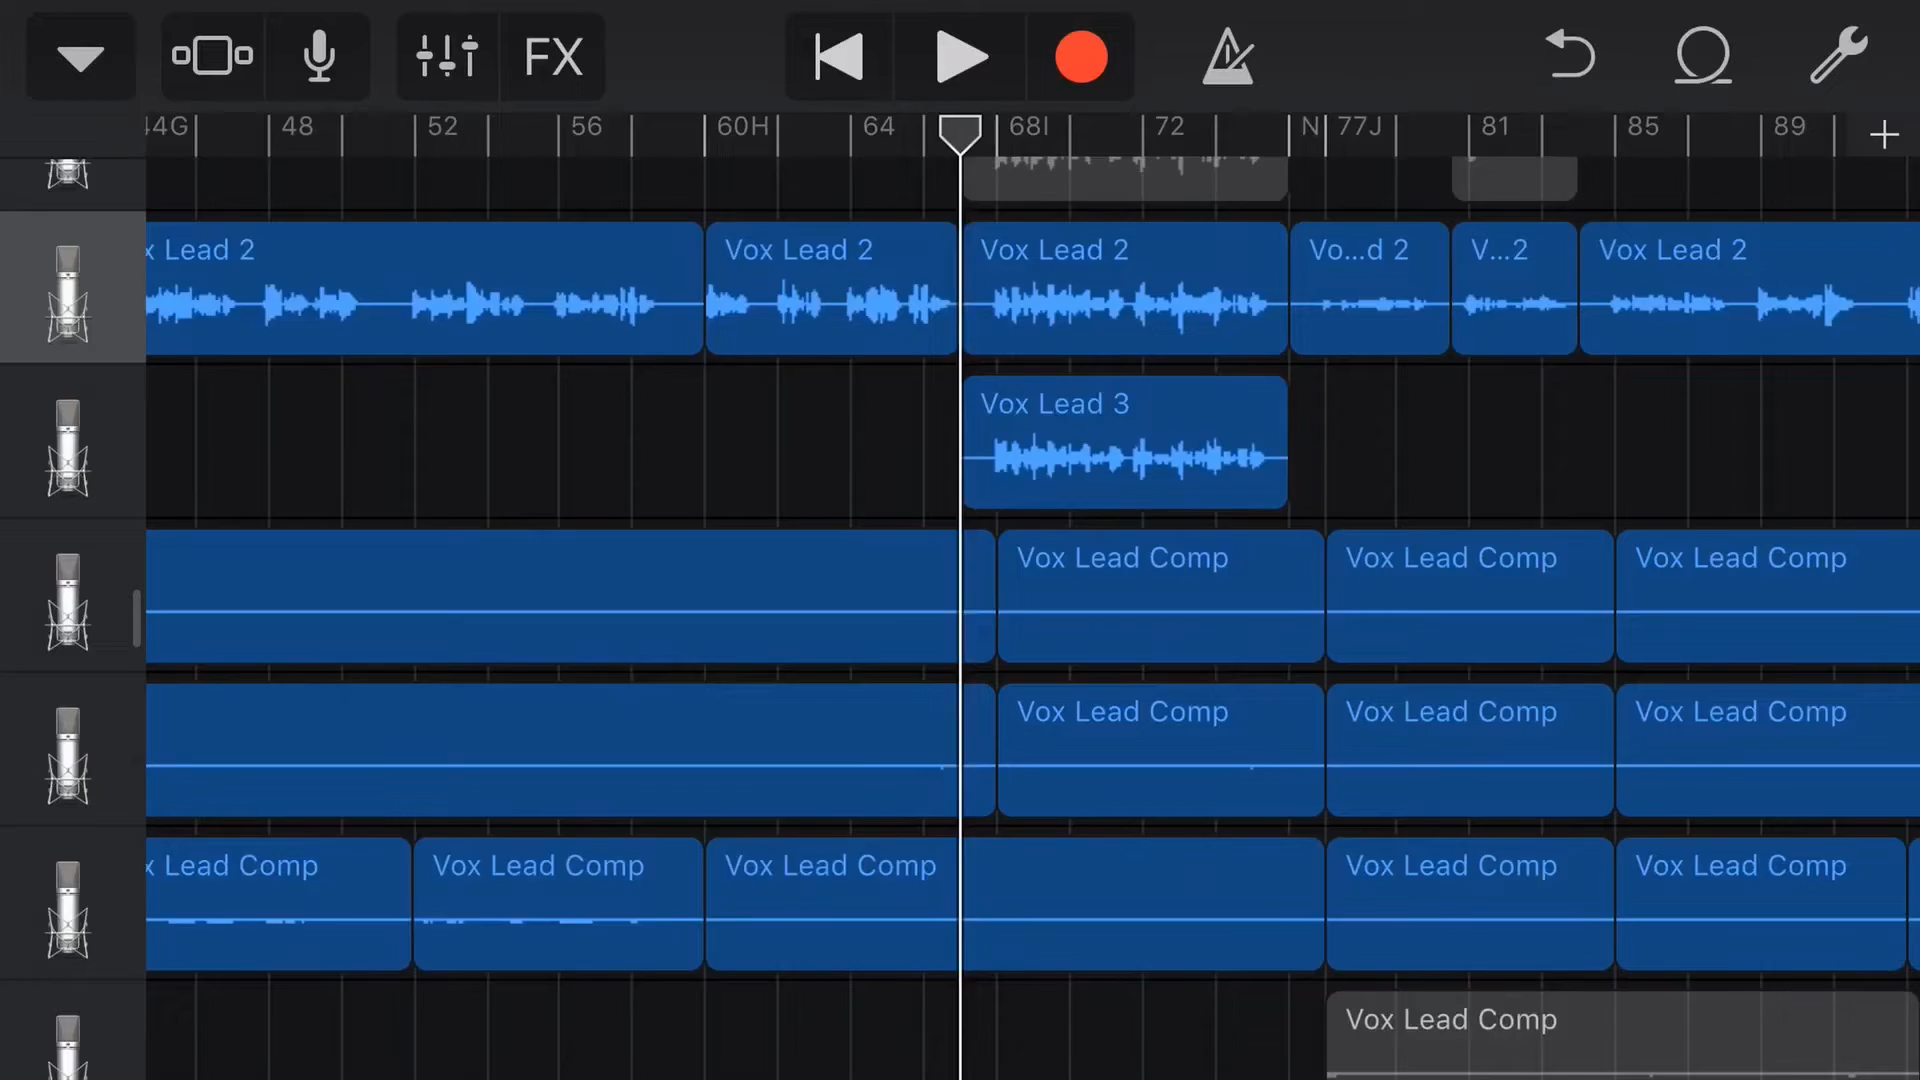 FX
44G 48 52 56 60H 64 68I 72 N 77J 81 85 89
x Lead 2 Vox Lead 2 Vox Lead 2 Vo...d 2 V...2 Vox Lead 2
Vox Lead 3
Vox Lead Comp Vox Lead Comp Vox Lead Comp
Vox Lead Comp Vox Lead Comp Vox Lead Comp
x Lead Comp Vox Lead Comp Vox Lead Comp Vox Lead Comp Vox Lead Comp
Vox Lead Comp